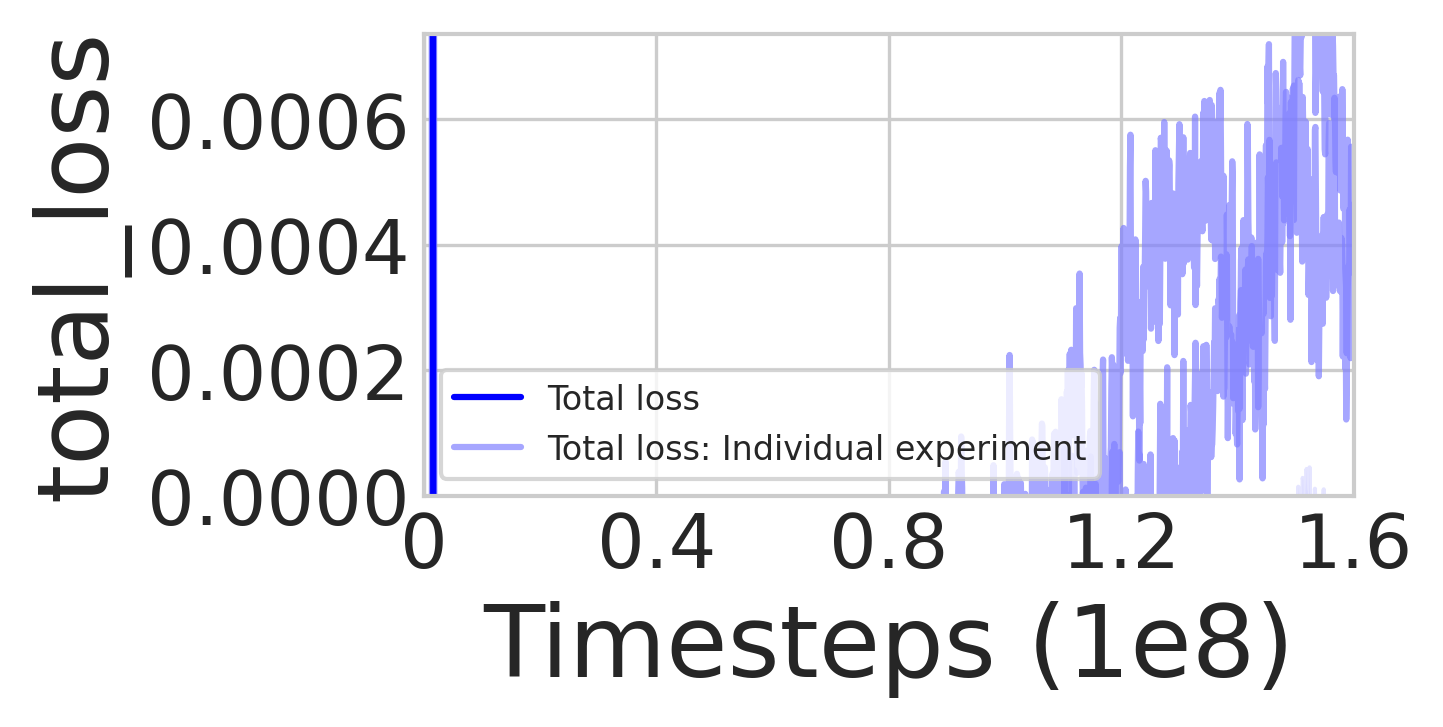 total_loss
0.0006
0.0004
0.0002
0.0000
Total loss
Total loss: Individual experiment
0 0.4 0.8 1.2 1.6
Timesteps (1e8)